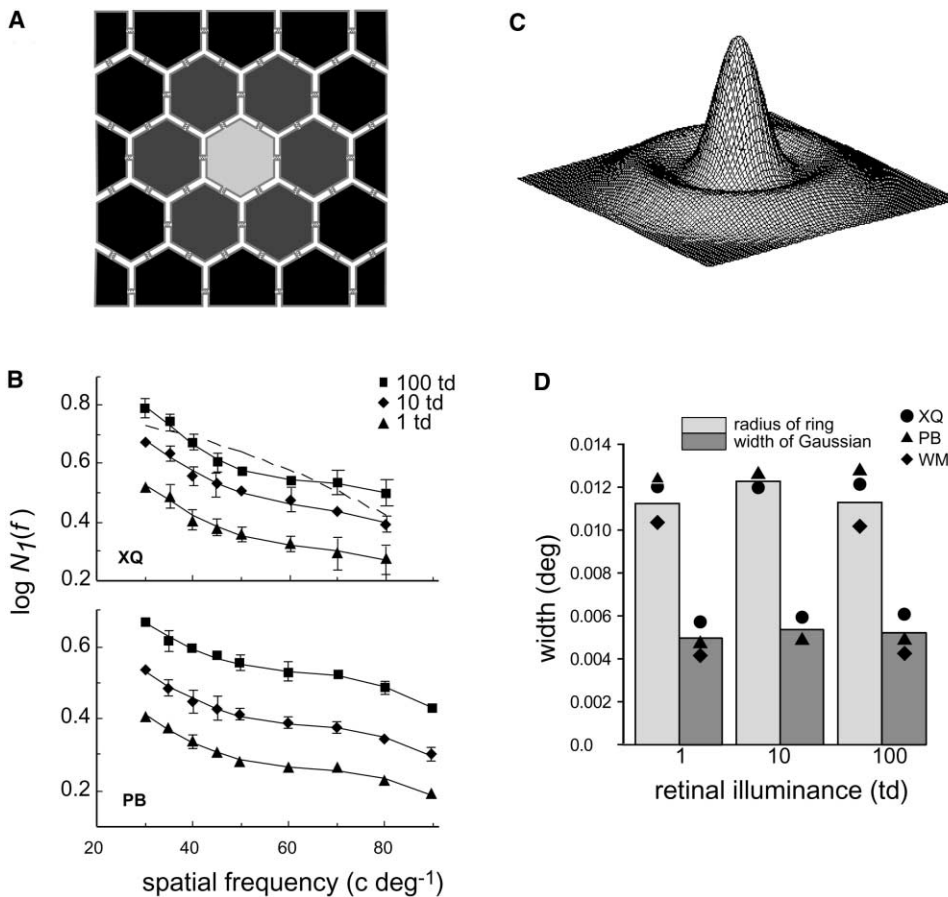 A
C
B
0.8
0.6
0.4
0.2
XQ
■ 100 td
◆ 10 td
▲ 1 td
0.6
0.4
0.2
PB
log N1(f)
20 40 60 80
spatial frequency (c deg-1)
D
radius of ring
width of Gaussian
● XQ
▲ PB
◆ WM
0.014
0.012
0.010
0.008
0.006
0.004
0.002
0.0
width (deg)
1 10 100
retinal illuminance (td)